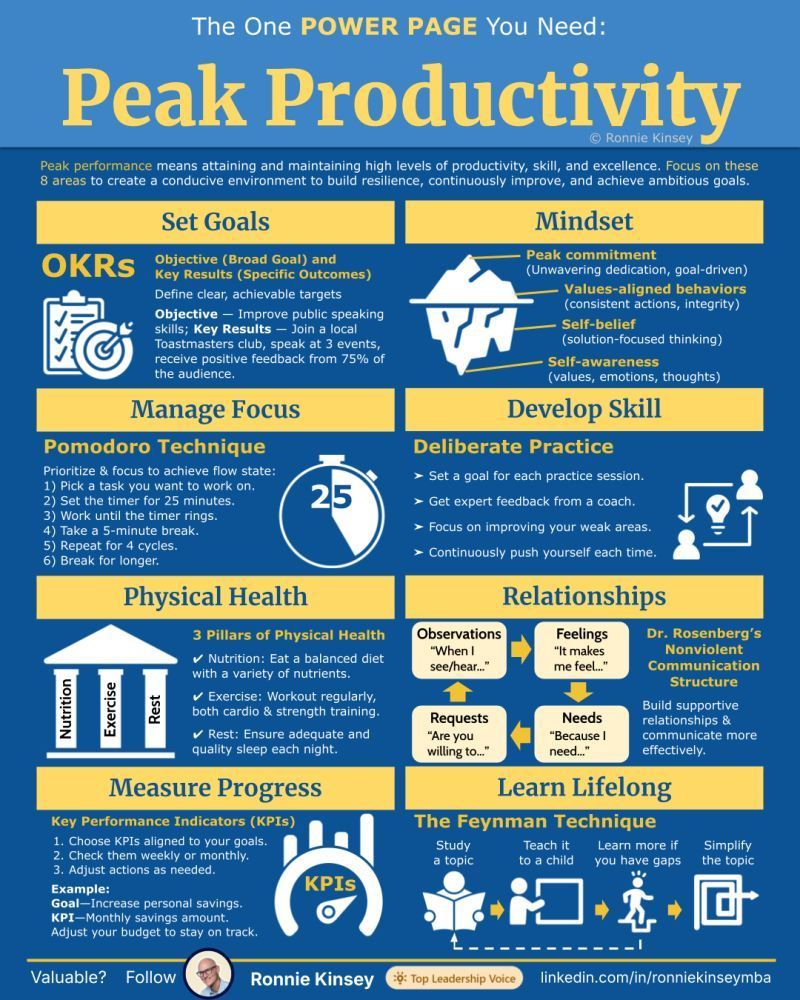 The One POWER PAGE You Need:
Peak Productivity
© Ronnie Kinsey
Peak performance means attaining and maintaining high levels of productivity, skill, and excellence. Focus on these
8 areas to create a conducive environment to build resilience, continuously improve, and achieve ambitious goals.
Set Goals
OKRs
Objective (Broad Goal) and
Key Results (Specific Outcomes)
Define clear, achievable targets
Objective — Improve public speaking
skills; Key Results — Join a local
Toastmasters club, speak at 3 events,
receive positive feedback from 75% of
the audience.
Mindset
Peak commitment
(Unwavering dedication, goal-driven)
Values-aligned behaviors
(consistent actions, integrity)
Self-belief
(solution-focused thinking)
Self-awareness
(values, emotions, thoughts)
Manage Focus
Pomodoro Technique
Prioritize & focus to achieve flow state:
1) Pick a task you want to work on.
2) Set the timer for 25 minutes.
3) Work until the timer rings.
4) Take a 5-minute break.
5) Repeat for 4 cycles.
6) Break for longer.
25
Develop Skill
Deliberate Practice
➤ Set a goal for each practice session.
➤ Get expert feedback from a coach.
➤ Focus on improving your weak areas.
➤ Continuously push yourself each time.
Physical Health
Nutrition
Exercise
Rest
3 Pillars of Physical Health
✔ Nutrition: Eat a balanced diet
with a variety of nutrients.
✔ Exercise: Workout regularly,
both cardio & strength training.
✔ Rest: Ensure adequate and
quality sleep each night.
Relationships
Observations
"When I
see/hear..."
Feelings
"It makes
me feel..."
Requests
"Are you
willing to..."
Needs
"Because I
need..."
Dr. Rosenberg's
Nonviolent
Communication
Structure
Build supportive
relationships &
communicate more
effectively.
Measure Progress
Key Performance Indicators (KPIs)
1. Choose KPIs aligned to your goals.
2. Check them weekly or monthly.
3. Adjust actions as needed.
Example:
Goal—Increase personal savings.
KPI—Monthly savings amount.
Adjust your budget to stay on track.
KPIs
Learn Lifelong
The Feynman Technique
Study
a topic
Teach it
to a child
Learn more if
you have gaps
Simplify
the topic
Valuable? Follow Ronnie Kinsey Top Leadership Voice linkedin.com/in/ronniekinseymba